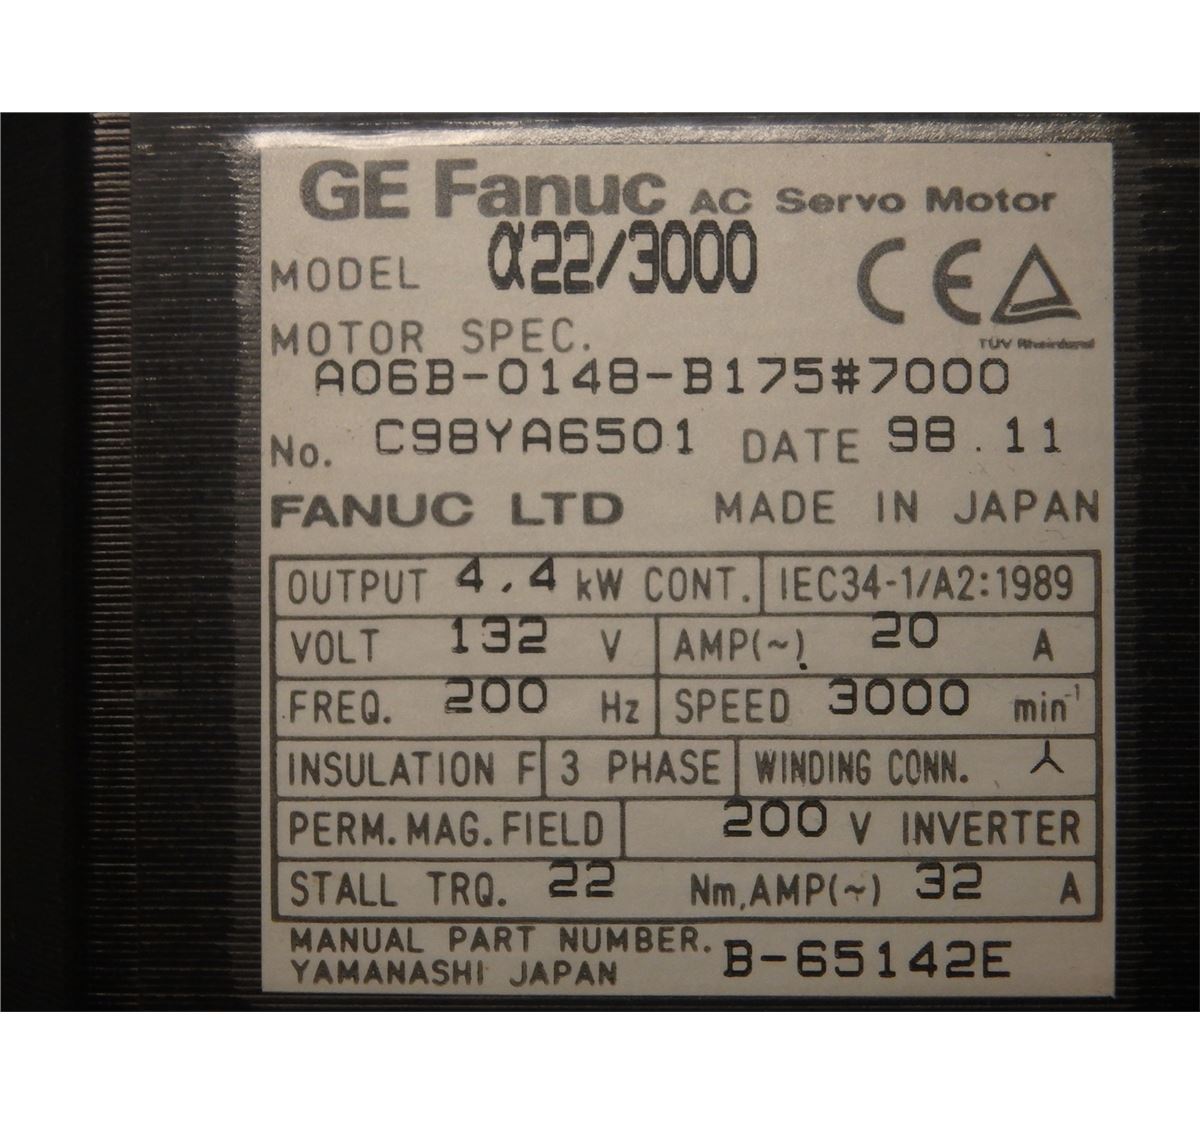 GE Fanuc AC Servo Motor
MODEL α22/3000
CE
TÜV Rheinland
MOTOR SPEC.
A06B-0148-B175#7000
No. C98YA6501 DATE 98.11
FANUC LTD MADE IN JAPAN
OUTPUT 4.4 kW CONT. IEC34-1/A2:1989
VOLT 132 V AMP(~) 20 A
FREQ. 200 Hz SPEED 3000 min-1
INSULATION F 3 PHASE WINDING CONN.
PERM.MAG.FIELD 200 V INVERTER
STALL TRQ. 22 Nm,AMP(~) 32 A
MANUAL PART NUMBER. B-65142E
YAMANASHI JAPAN